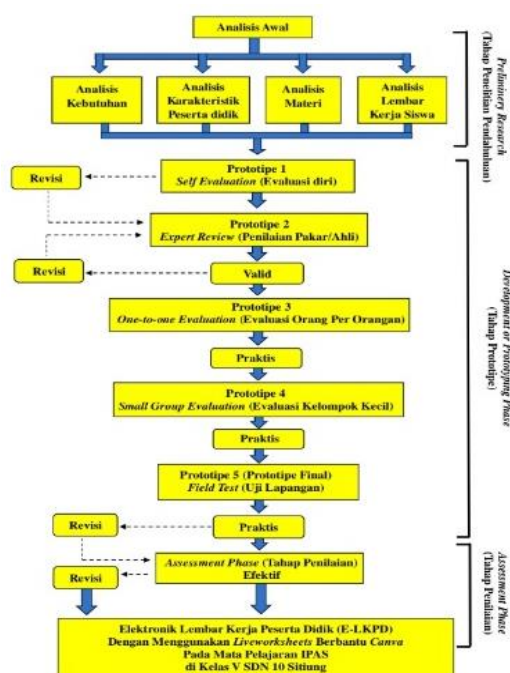 Analisis Awal
Analisis
Kebutuhan
Analisis
Karakteristik
Peserta didik
Analisis
Materi
Analisis
Lembar
Kerja Siswa
Preliminery Research
(Tahap Penelitian Pendahuluan)
Prototipe 1
Self Evaluation (Evaluasi diri)
Revisi
Prototipe 2
Expert Review (Penilaian Pakar/Ahli)
Revisi
Valid
Prototipe 3
One-to-one Evaluation (Evaluasi Orang Per Orangan)
Praktis
Prototipe 4
Small Group Evaluation (Evaluasi Kelompok Kecil)
Praktis
Prototipe 5 (Prototipe Final)
Field Test (Uji Lapangan)
Revisi
Praktis
Development or Prototyping Phase
(Tahap Prototipe)
Assessment Phase (Tahap Penilaian)
Efektif
Revisi
Assessment Phase
(Tahap Penilaian)
Elektronik Lembar Kerja Peserta Didik (E-LKPD)
Dengan Menggunakan Liveworksheets Berbantu Canva
Pada Mata Pelajaran IPAS
di Kelas V SDN 10 Sitiung